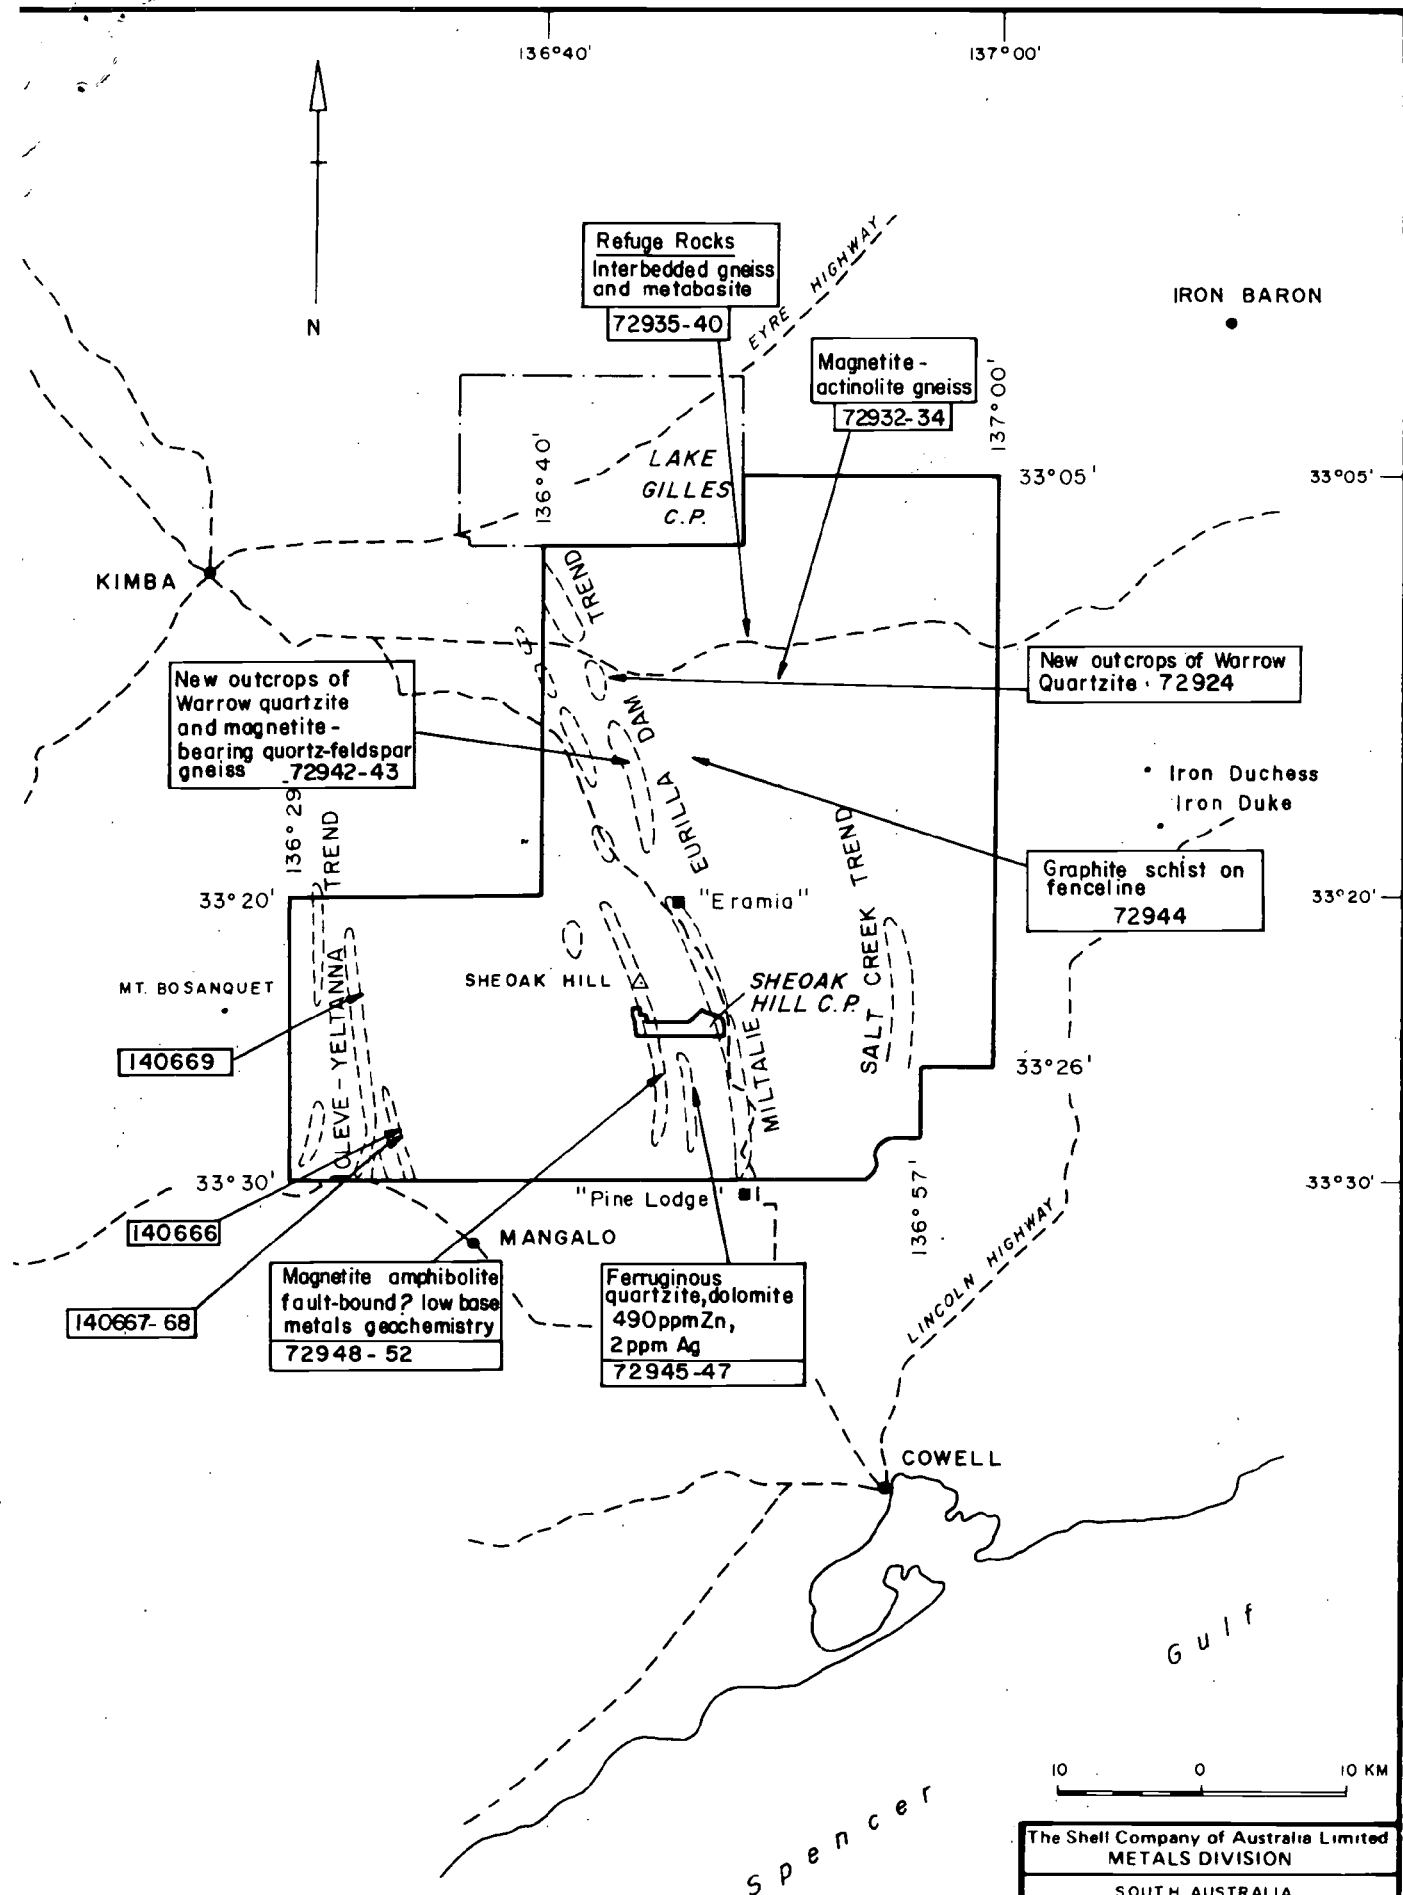 136°40'
137°00'
N
Refuge Rocks
Interbedded gneiss
and metabasite
72935-40
EYRE HIGHWAY
IRON BARON
Magnetite -
actinolite gneiss
72932-34
137°00'
136°40'
LAKE
GILLES
C.P.
33°05'
33°05'
KIMBA
TREND
New outcrops of Warrow
Quartzite 72924
New outcrops of
Warrow quartzite
and magnetite -
bearing quartz-feldspar
gneiss 72942-43
DAM
EURILLA
Iron Duchess
Iron Duke
136°29'
TREND
Graphite schist on
fenceline
72944
33°20'
"Eramia"
SALT CREEK TREND
33°20'
MT. BOSANQUET
CLEVE - YELTANNA
SHEOAK HILL
SHEOAK
HILL C.P.
MILTALIE
140669
33°26'
33°30'
"Pine Lodge"
136°57'
33°30'
140666
MANGALO
LINCOLN HIGHWAY
140667-68
Magnetite amphibolite
fault-bound? low base
metals geochemistry
72948 - 52
Ferruginous
quartzite, dolomite
490ppm Zn,
2ppm Ag
72945-47
COWELL
Gulf
Spencer
10 0 10 KM
The Shell Company of Australia Limited
METALS DIVISION
SOUTH AUSTRALIA